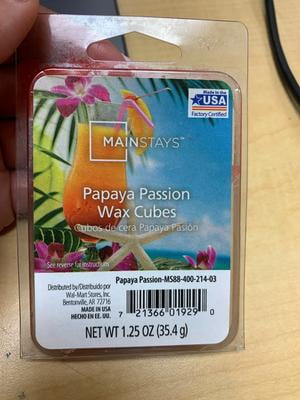 Made in the
USA
Factory Certified
MAINSTAYS™
Papaya Passion
Wax Cubes
Cubos de cera Papaya Pasión
See reverse for instructions
Papaya Passion-MS88-400-214-03
Distributed by/Distribuido por
Wal-Mart Stores, Inc.
Bentonville, AR 72716
MADE IN USA
HECHO EN EE. UU.
7 21366 01929 0
NET WT 1.25 OZ (35.4 g)